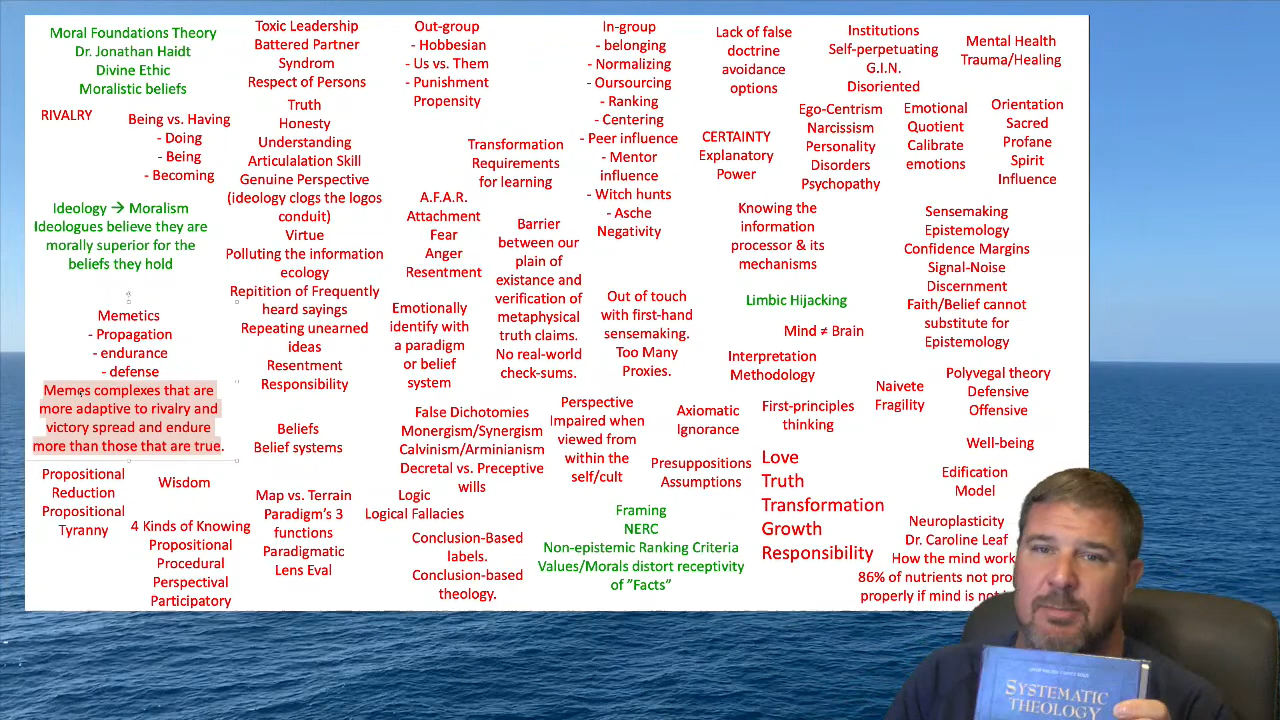 Moral Foundations Theory
Dr. Jonathan Haidt
Divine Ethic
Moralistic beliefs
RIVALRY
Being vs. Having
- Doing
- Being
- Becoming
Ideology → Moralism
Ideologues believe they are
morally superior for the
beliefs they hold
Memetics
- Propagation
- endurance
- defense
Memes complexes that are
more adaptive to rivalry and
victory spread and endure
more than those that are true.
Propositional
Reduction
Propositional
Tyranny
Wisdom
4 Kinds of Knowing
Propositional
Procedural
Perspectival
Participatory
Toxic Leadership
Battered Partner
Syndrom
Respect of Persons
Truth
Honesty
Understanding
Articulalation Skill
Genuine Perspective
(ideology clogs the logos
conduit)
Virtue
Polluting the information
ecology
Repitition of Frequently
heard sayings
Repeating unearned
ideas
Resentment
Responsibility
Beliefs
Belief systems
Map vs. Terrain
Paradigm's 3
functions
Paradigmatic
Lens Eval
Out-group
- Hobbesian
- Us vs. Them
- Punishment
Propensity
Transformation
Requirements
for learning
A.F.A.R.
Attachment
Fear
Anger
Resentment
Barrier
between our
plain of
existance and
verification of
metaphysical
truth claims.
No real-world
check-sums.
Emotionally
identify with
a paradigm
or belief
system
False Dichotomies
Monergism/Synergism
Calvinism/Arminianism
Decretal vs. Preceptive
wills
Logic
Logical Fallacies
Conclusion-Based
labels.
Conclusion-based
theology.
In-group
- belonging
- Normalizing
- Oursourcing
- Ranking
- Centering
- Peer influence
- Mentor
influence
- Witch hunts
- Asche
Negativity
Out of touch
with first-hand
sensemaking.
Too Many
Proxies.
Perspective
Impaired when
viewed from
within the
self/cult
Framing
NERC
Non-epistemic Ranking Criteria
Values/Morals distort receptivity
of "Facts"
Lack of false
doctrine
avoidance
options
CERTAINTY
Explanatory
Power
Knowing the
information
processor & its
mechanisms
Limbic Hijacking
Mind ≠ Brain
Interpretation
Methodology
Axiomatic
Ignorance
First-principles
thinking
Presuppositions
Assumptions
Love
Truth
Transformation
Growth
Responsibility
Institutions
Self-perpetuating
G.I.N.
Disoriented
Ego-Centrism
Narcissism
Personality
Disorders
Psychopathy
Emotional
Quotient
Calibrate
emotions
Mental Health
Trauma/Healing
Orientation
Sacred
Profane
Spirit
Influence
Sensemaking
Epistemology
Confidence Margins
Signal-Noise
Discernment
Faith/Belief cannot
substitute for
Epistemology
Naivete
Fragility
Polyvegal theory
Defensive
Offensive
Well-being
Edification
Model
Neuroplasticity
Dr. Caroline Leaf
How the mind work
86% of nutrients not pro
properly if mind is not
SYSTEMATIC
THEOLOGY